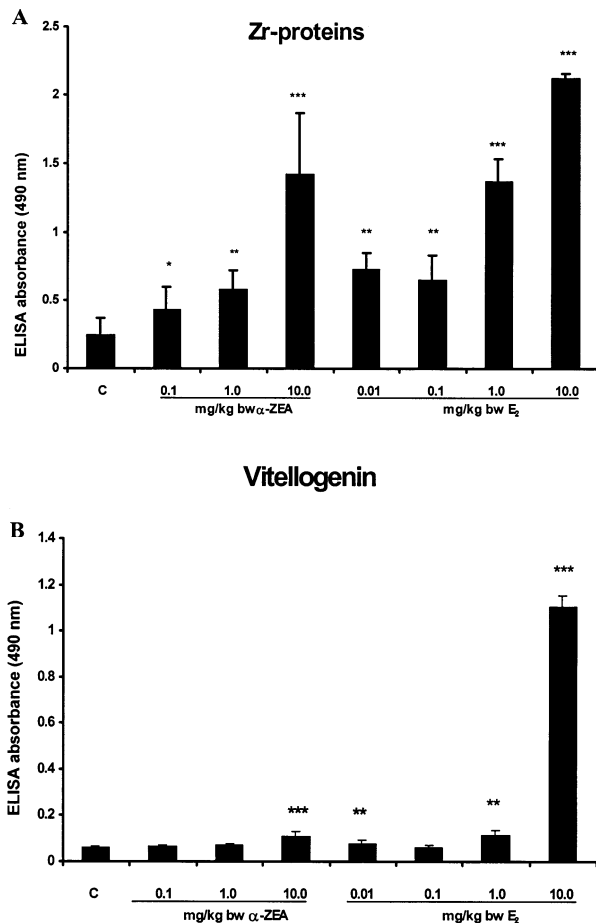 A
Zr-proteins
ELISA absorbance (490 nm)
2.5
2
1.5
1
0.5
0
*
**
***
**
**
***
***
C 0.1 1.0 10.0 0.01 0.1 1.0 10.0
mg/kg bwα-ZEA mg/kg bw E₂
Vitellogenin
B
ELISA absorbance (490 nm)
1.4
1.2
1
0.8
0.6
0.4
0.2
0
***
**
**
***
C 0.1 1.0 10.0 0.01 0.1 1.0 10.0
mg/kg bw α-ZEA mg/kg bw E₂